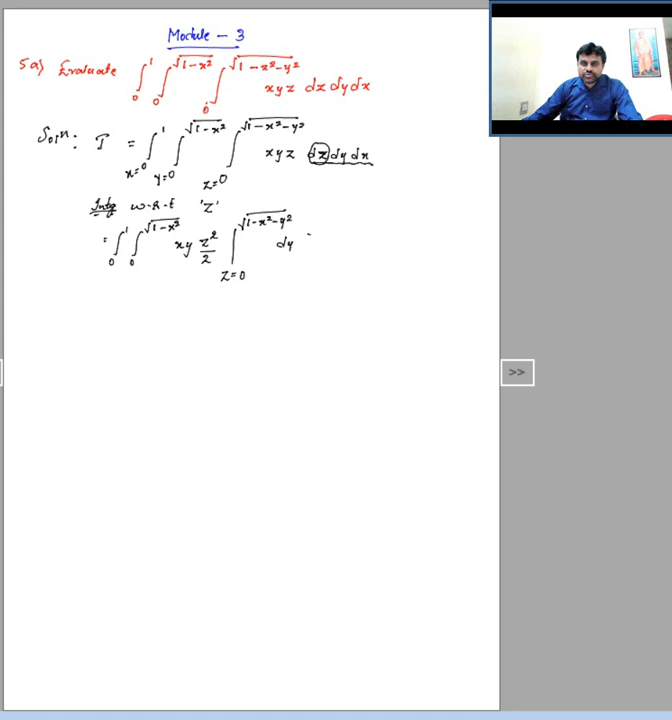 Module - 3
5a) Evaluate ∫₀¹ ∫₀^√(1-x²) ∫₀^√(1-x²-y²) xyz dz dy dx
Solⁿ: I = ∫_{x=0}^1 ∫_{y=0}^√(1-x²) ∫_{z=0}^√(1-x²-y²) xyz dz dy dx
Integ w.r.t 'z'
= ∫₀¹ ∫₀^√(1-x²) xy z²/2 |_{z=0}^√(1-x²-y²) dy
>>